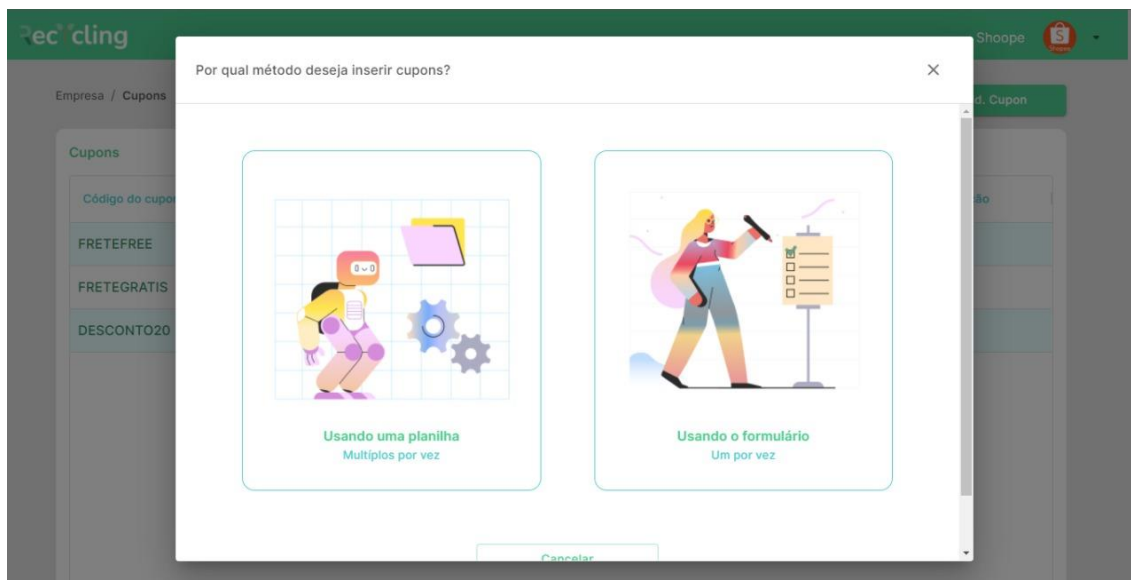 Rec cling
Shoope
Por qual método deseja inserir cupons?
Empresa / Cupons
d. Cupon
Cupons
Código do cupo
ão
FRETEFREE
FRETEGRATIS
DESCONTO20
Usando uma planilha
Multíplos por vez
Usando o formulário
Um por vez
Cancelar